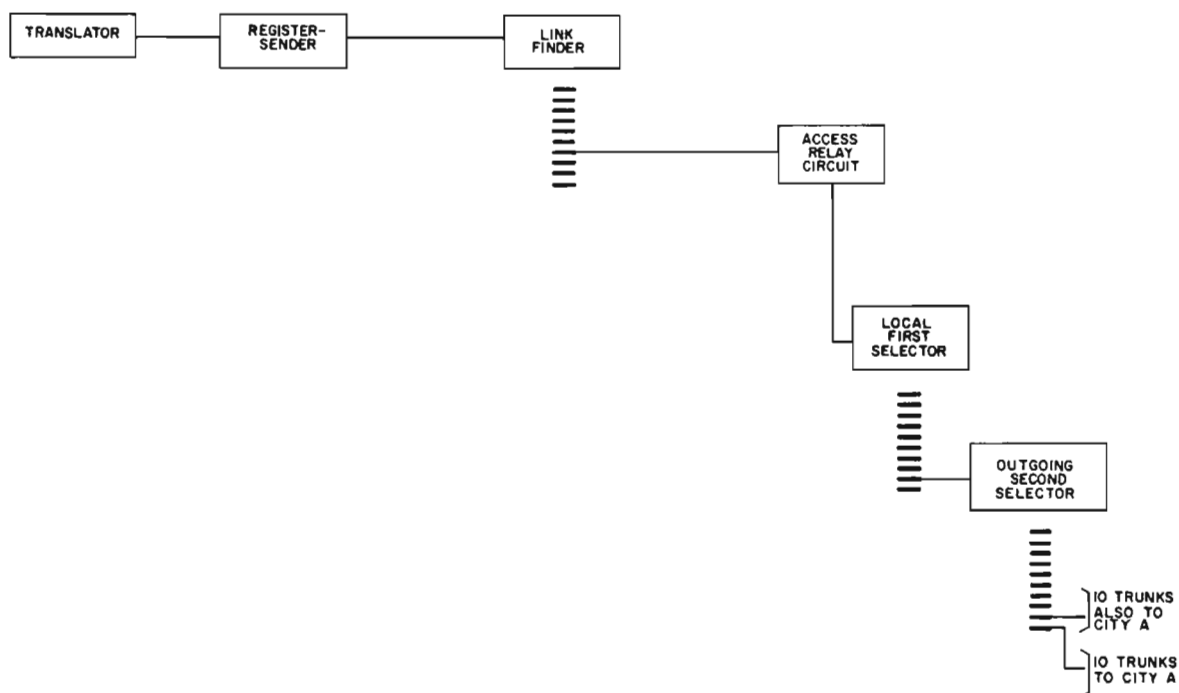 TRANSLATOR
REGISTER-
SENDER
LINK
FINDER
ACCESS
RELAY
CIRCUIT
LOCAL
FIRST
SELECTOR
OUTGOING
SECOND
SELECTOR
10 TRUNKS
ALSO TO
CITY A
10 TRUNKS
TO CITY A